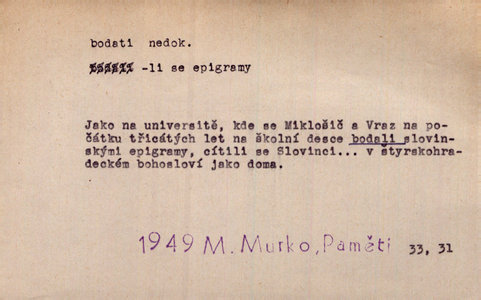 bodati nedok.
-li se epigramy
Jako na universitě, kde se Miklošič a Vraz na po-
čátku třicátých let na školní desce bodali slovin-
skými epigramy, cítili se Slovinci... v štyrskohra-
deckém bohosloví jako doma.
1949 M. Murko, Paměti 33, 31